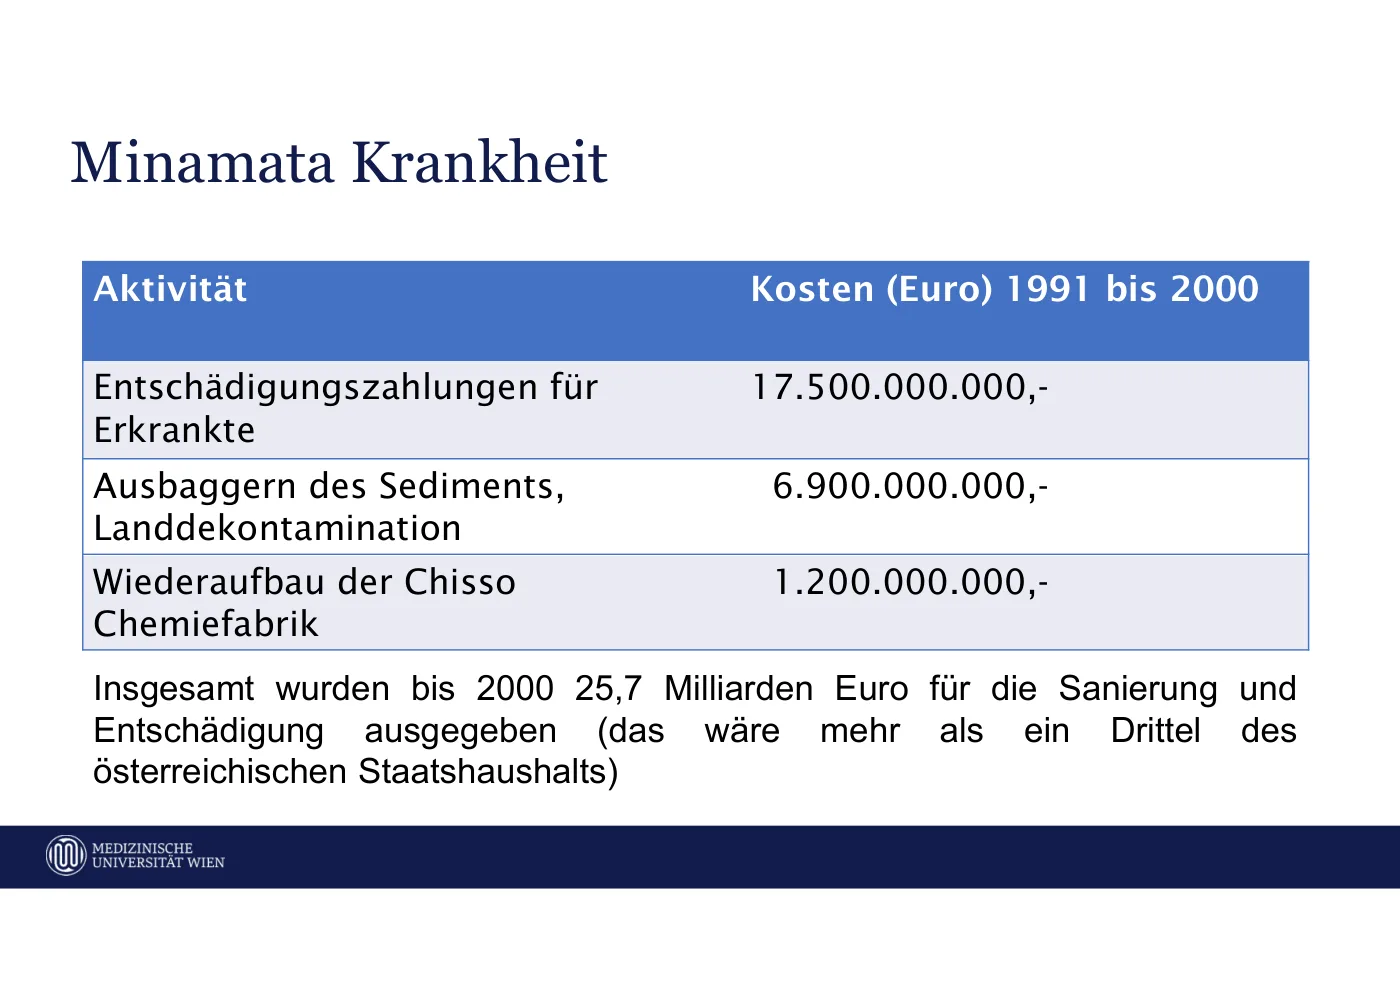 Minamata Krankheit
Aktivität
Kosten (Euro) 1991 bis 2000
Entschädigungszahlungen für
Erkrankte
17.500.000.000,-
Ausbaggern des Sediments,
Landdekontamination
6.900.000.000,-
Wiederaufbau der Chisso
Chemiefabrik
1.200.000.000,-
Insgesamt wurden bis 2000 25,7 Milliarden Euro für die Sanierung und
Entschädigung ausgegeben (das wäre mehr als ein Drittel des
österreichischen Staatshaushalts)
MEDIZINISCHE
UNIVERSITÄT WIEN